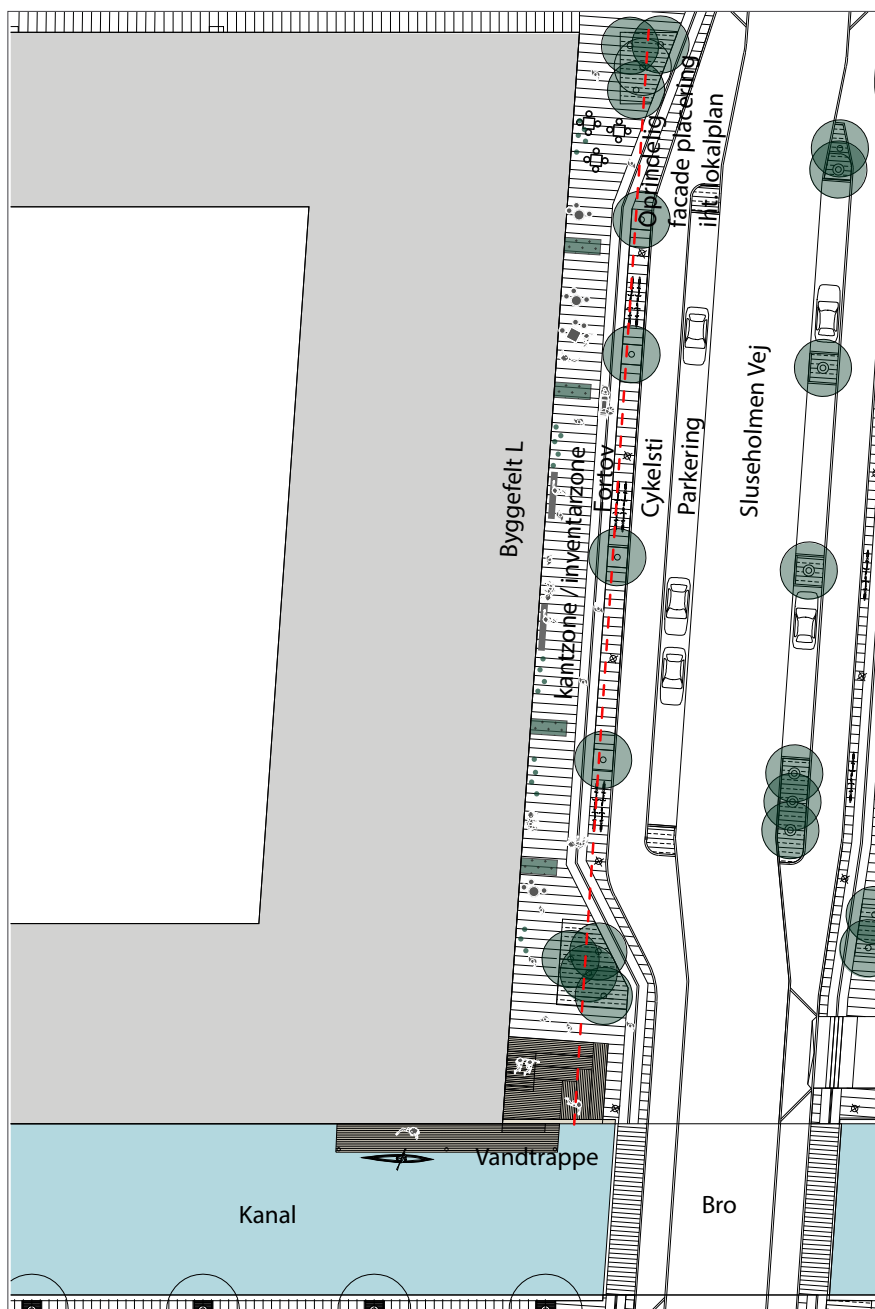 Oprindelig
facade placering
iht. lokalplan
Byggefelt L
kantzone / inventarzone
Fortov
Cykelsti
Parkering
Sluseholmen Vej
Vandtrappe
Kanal
Bro